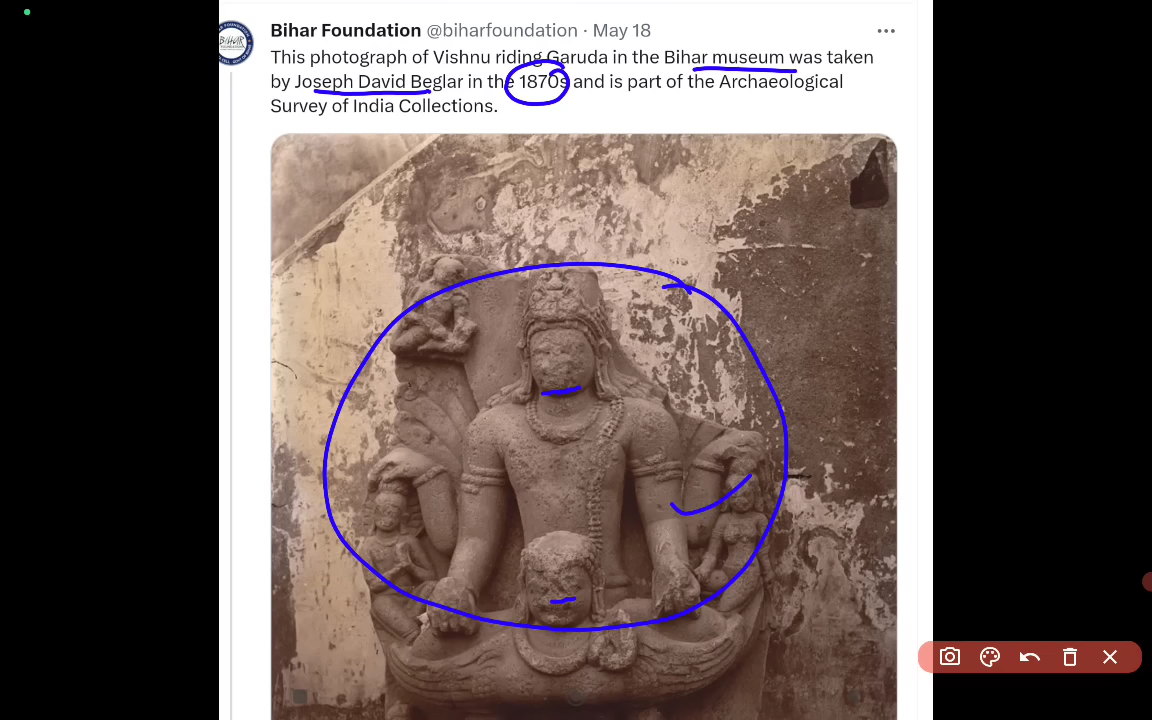 Bihar Foundation @biharfoundation · May 18
This photograph of Vishnu riding Garuda in the Bihar museum was taken
by Joseph David Beglar in the 1870s and is part of the Archaeological
Survey of India Collections.